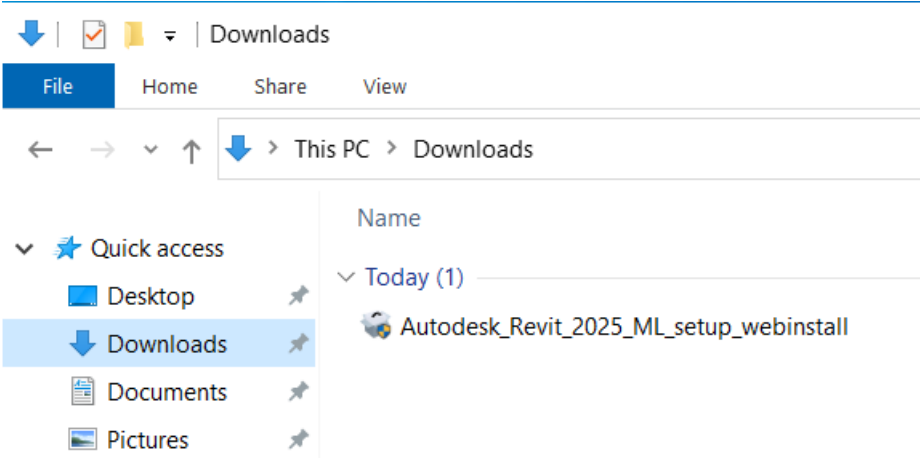 Downloads
File Home Share View
This PC > Downloads
Name
Quick access
Today (1)
Desktop
Autodesk_Revit_2025_ML_setup_webinstall
Downloads
Documents
Pictures